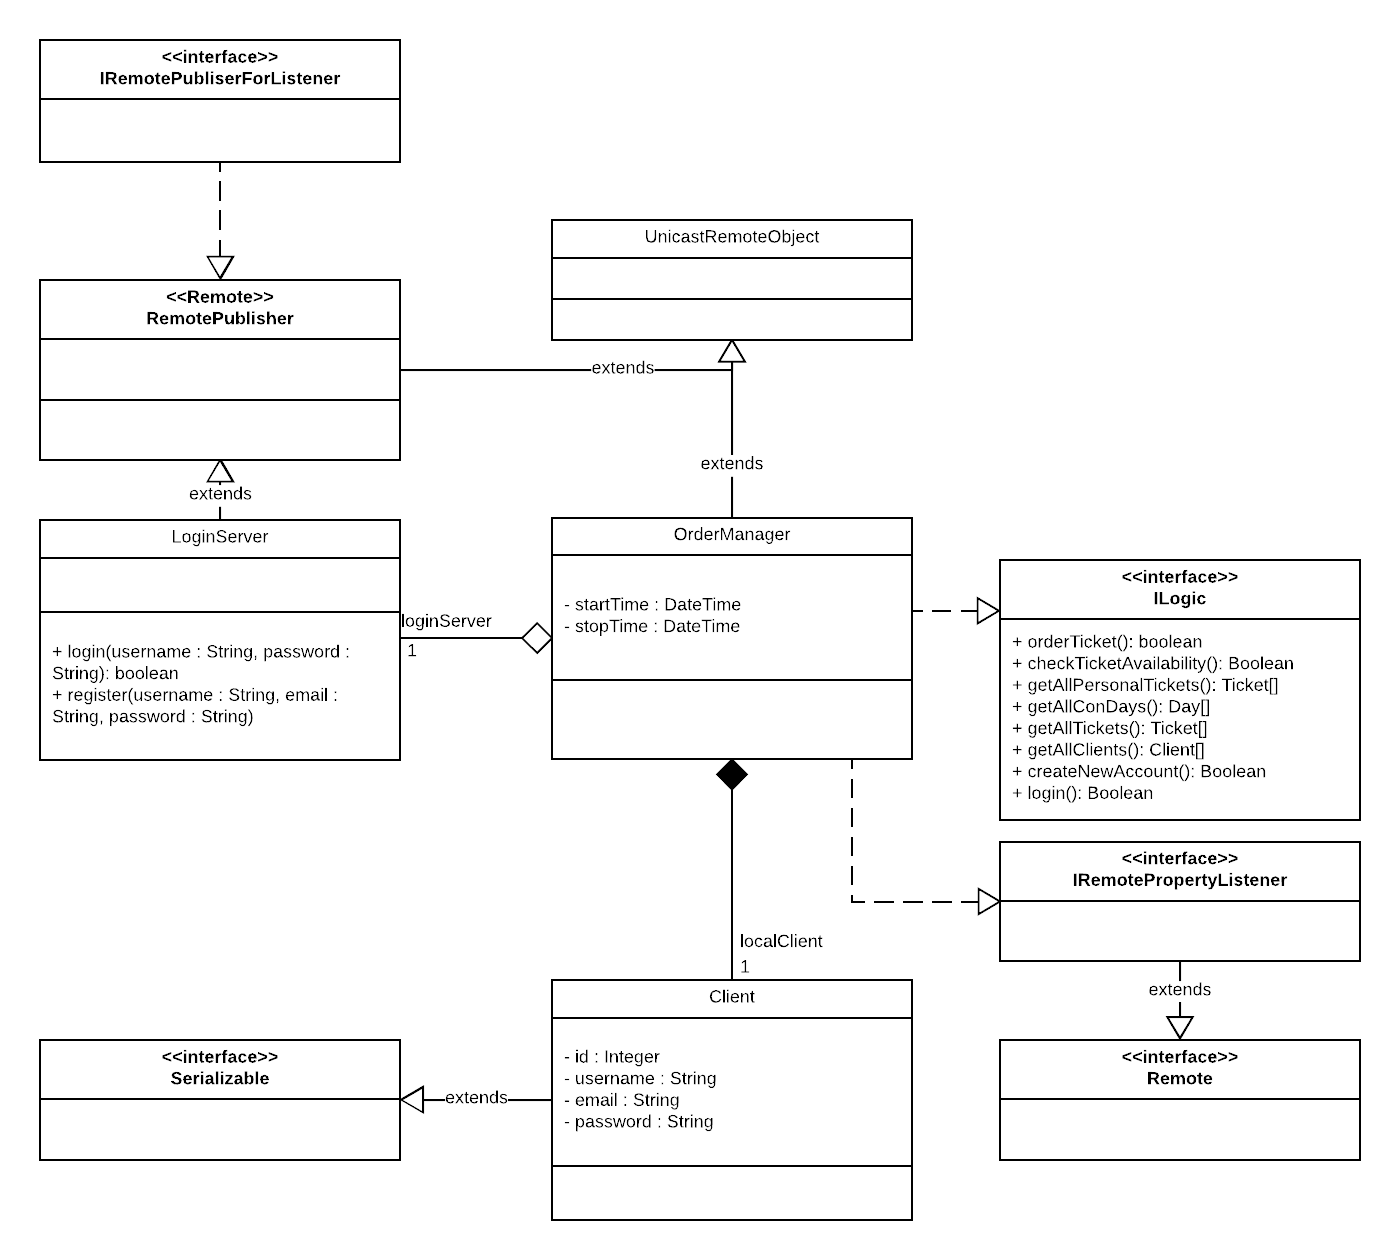 <<interface>>
IRemotePubliserForListener
UnicastRemoteObject
<<Remote>>
RemotePublisher
extends
extends
extends
LoginServer
+ login(username : String, password :
String): boolean
+ register(username : String, email :
String, password : String)
loginServer
1
OrderManager
- startTime : DateTime
- stopTime : DateTime
<<interface>>
ILogic
+ orderTicket(): boolean
+ checkTicketAvailability(): Boolean
+ getAllPersonalTickets(): Ticket[]
+ getAllConDays(): Day[]
+ getAllTickets(): Ticket[]
+ getAllClients(): Client[]
+ createNewAccount(): Boolean
+ login(): Boolean
<<interface>>
IRemotePropertyListener
localClient
1
extends
Client
- id : Integer
- username : String
- email : String
- password : String
<<interface>>
Serializable
extends
<<interface>>
Remote